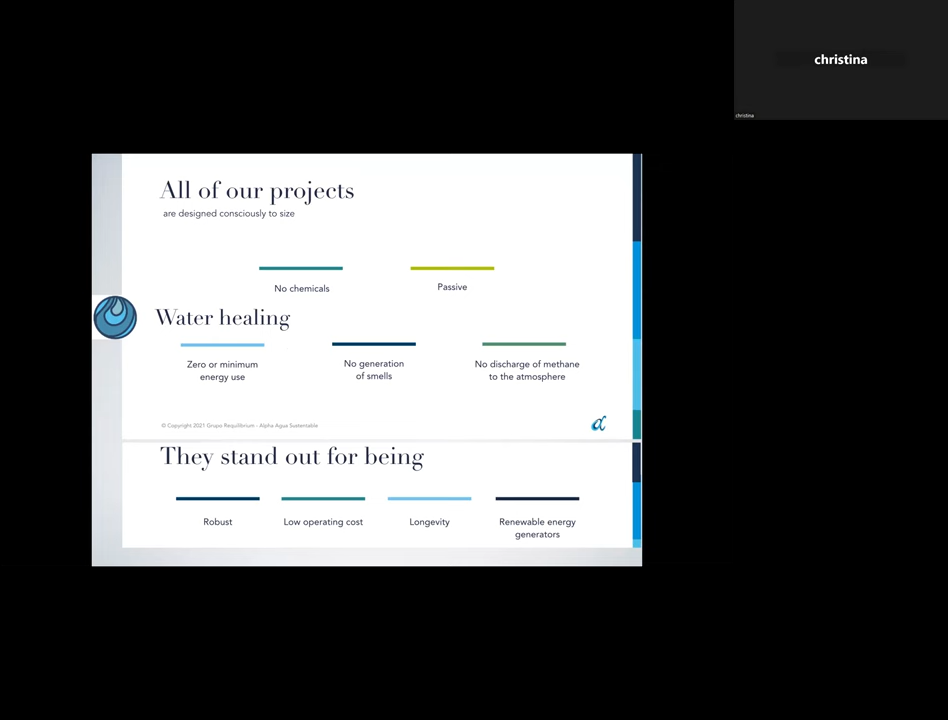 christina
christina
All of our projects
are designed consciously to size
No chemicals
Passive
Water healing
Zero or minimum
energy use
No generation
of smells
No discharge of methane
to the atmosphere
© Copyright 2021 Grupo Requilibrium - Alpha Agua Sustentable
They stand out for being
Robust
Low operating cost
Longevity
Renewable energy
generators